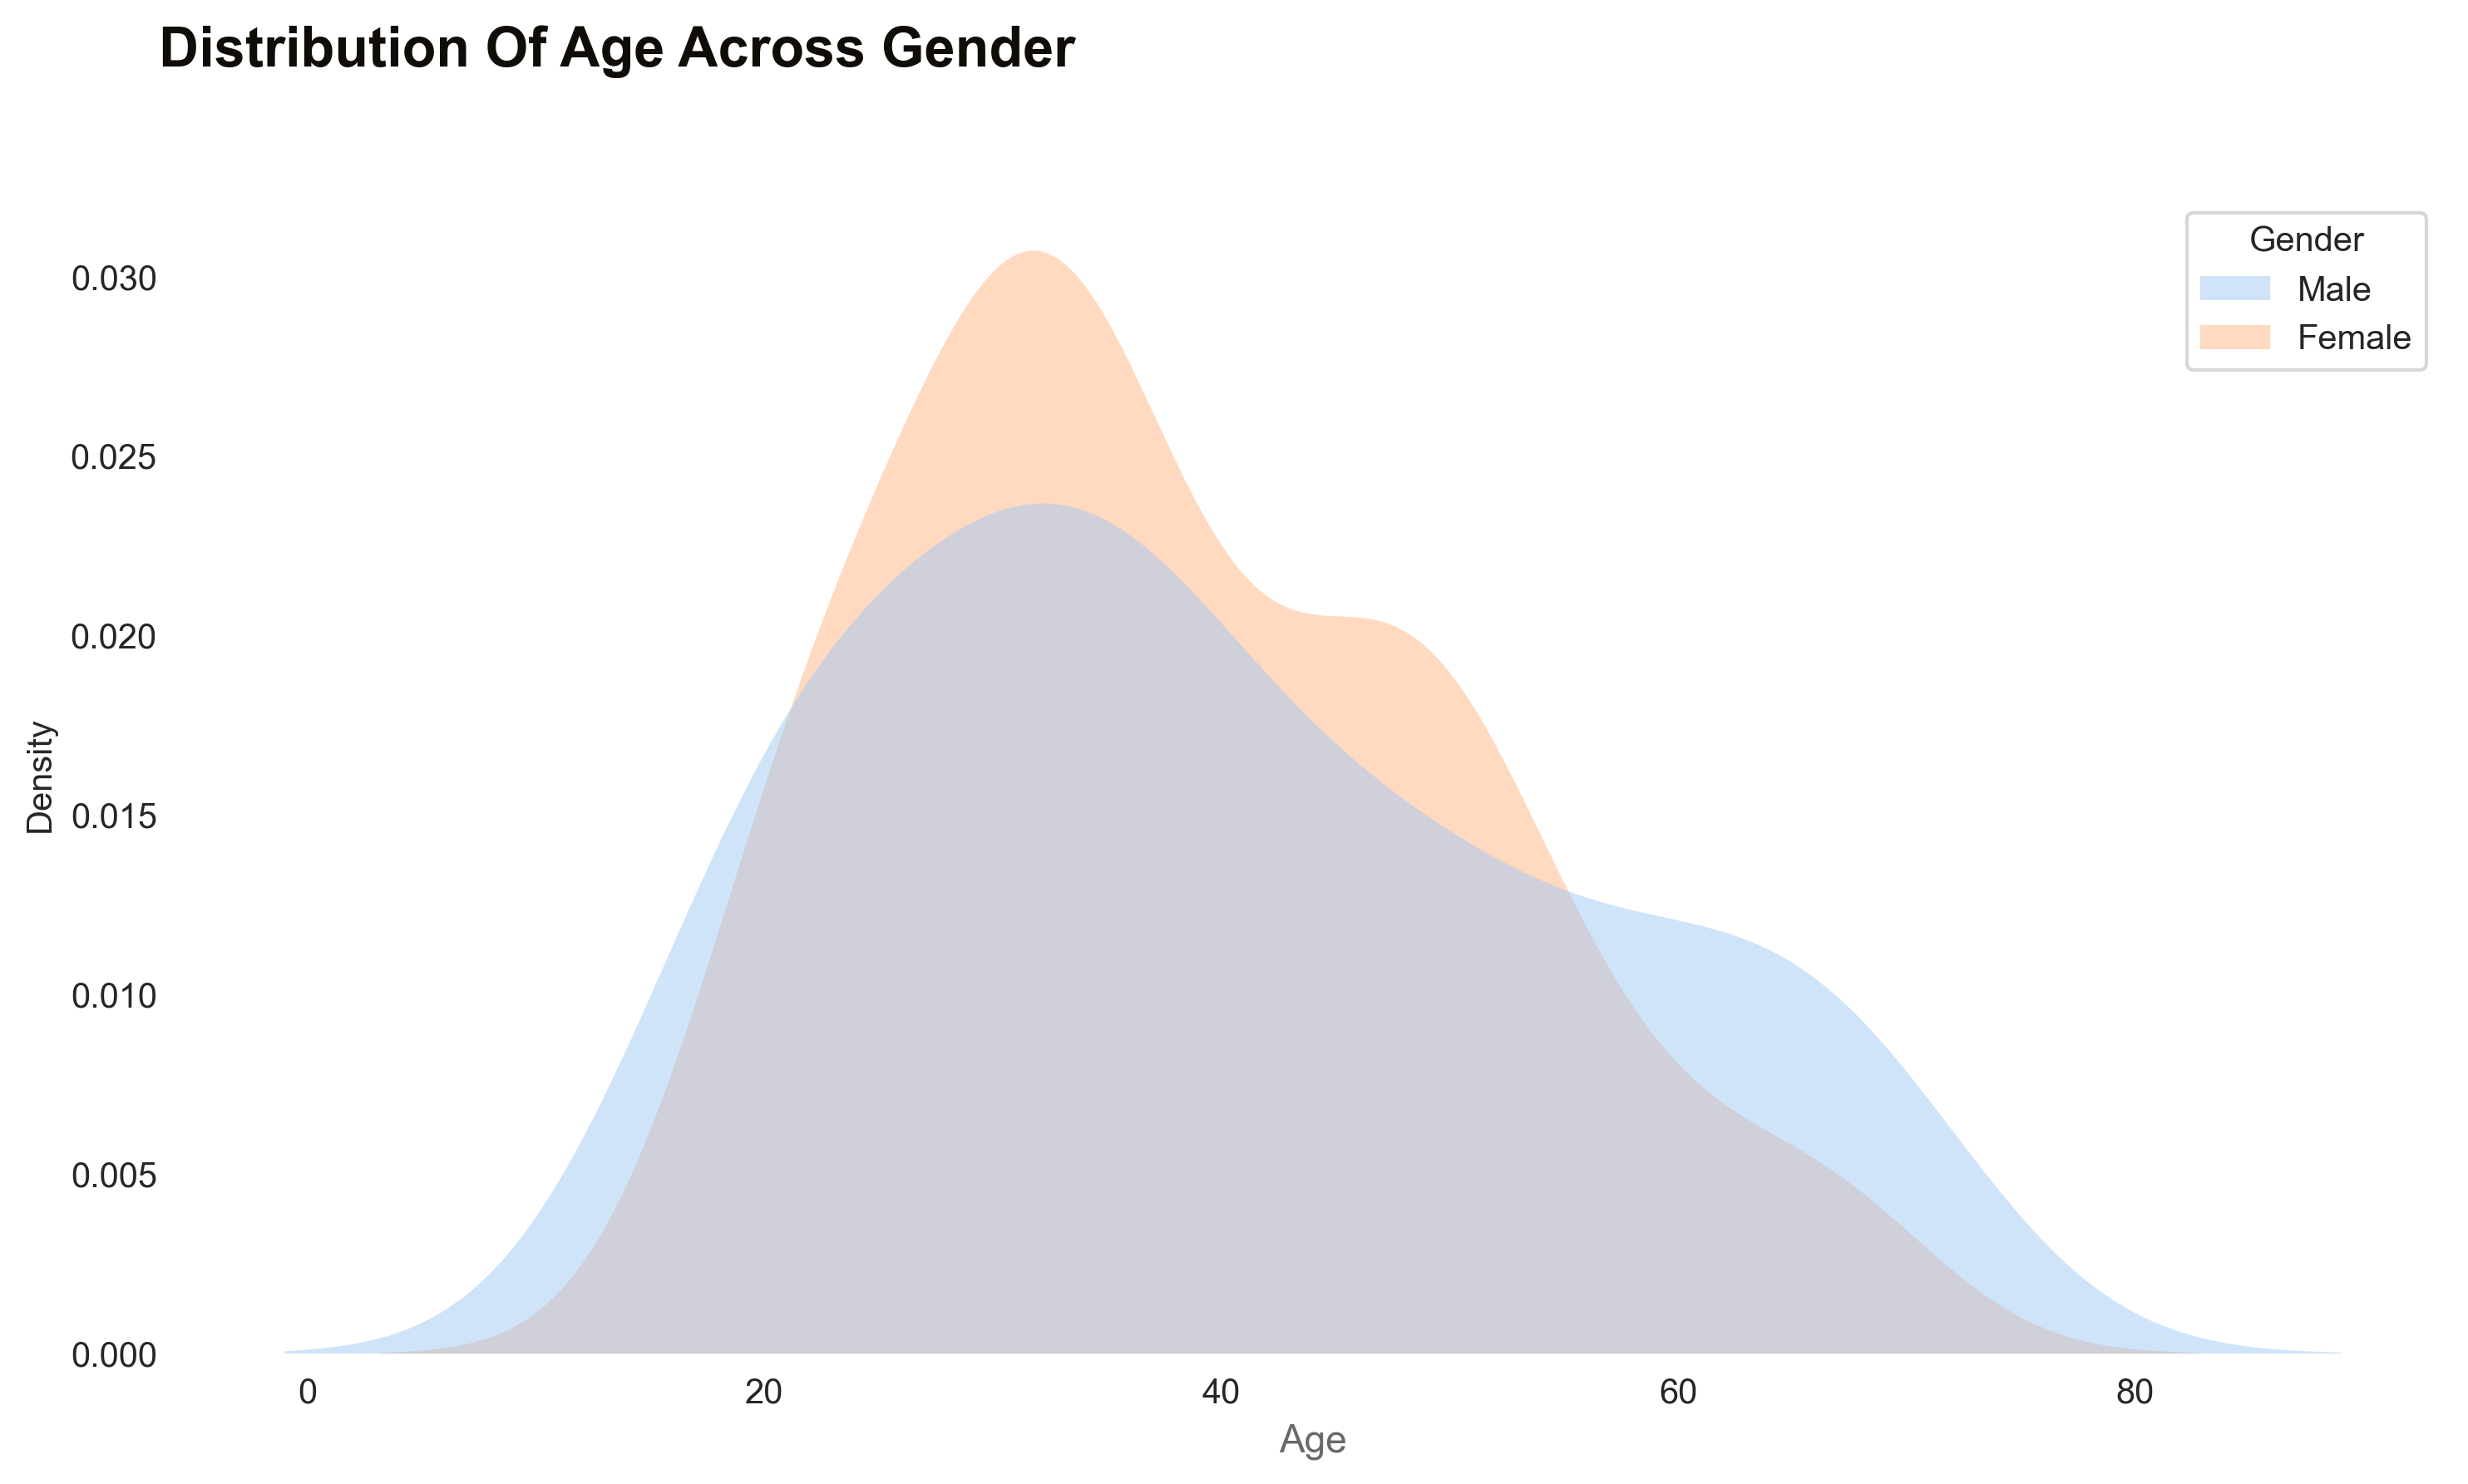 Distribution Of Age Across Gender
Gender
Male
Female
0.030
0.025
0.020
0.015
0.010
0.005
0.000
Density
0 20 40 60 80
Age